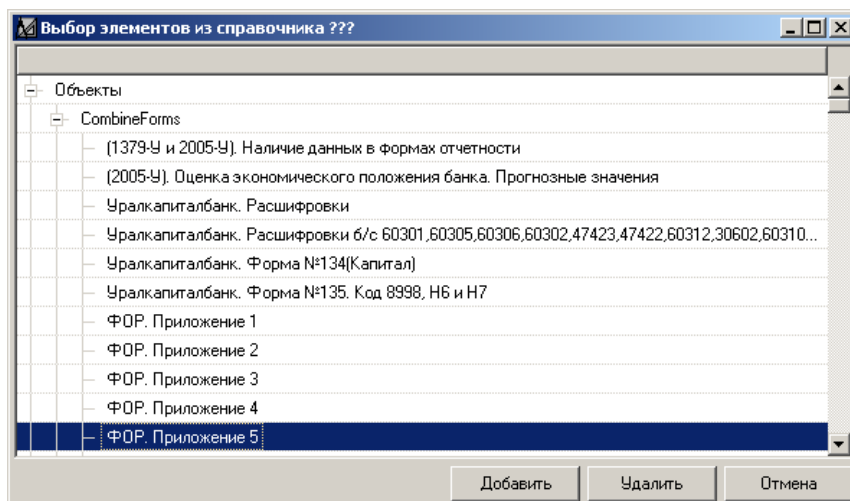 Выбор элементов из справочника ???
Объекты
CombineForms
(1379-У и 2005-У). Наличие данных в формах отчетности
(2005-У). Оценка экономического положения банка. Прогнозные значения
Уралкапиталбанк. Расшифровки
Уралкапиталбанк. Расшифровки б/с 60301,60305,60306,60302,47423,47422,60312,30602,60310...
Уралкапиталбанк. Форма №134(Капитал)
Уралкапиталбанк. Форма №135. Код 8998, Н6 и Н7
ФОР. Приложение 1
ФОР. Приложение 2
ФОР. Приложение 3
ФОР. Приложение 4
ФОР. Приложение 5
Добавить Удалить Отмена